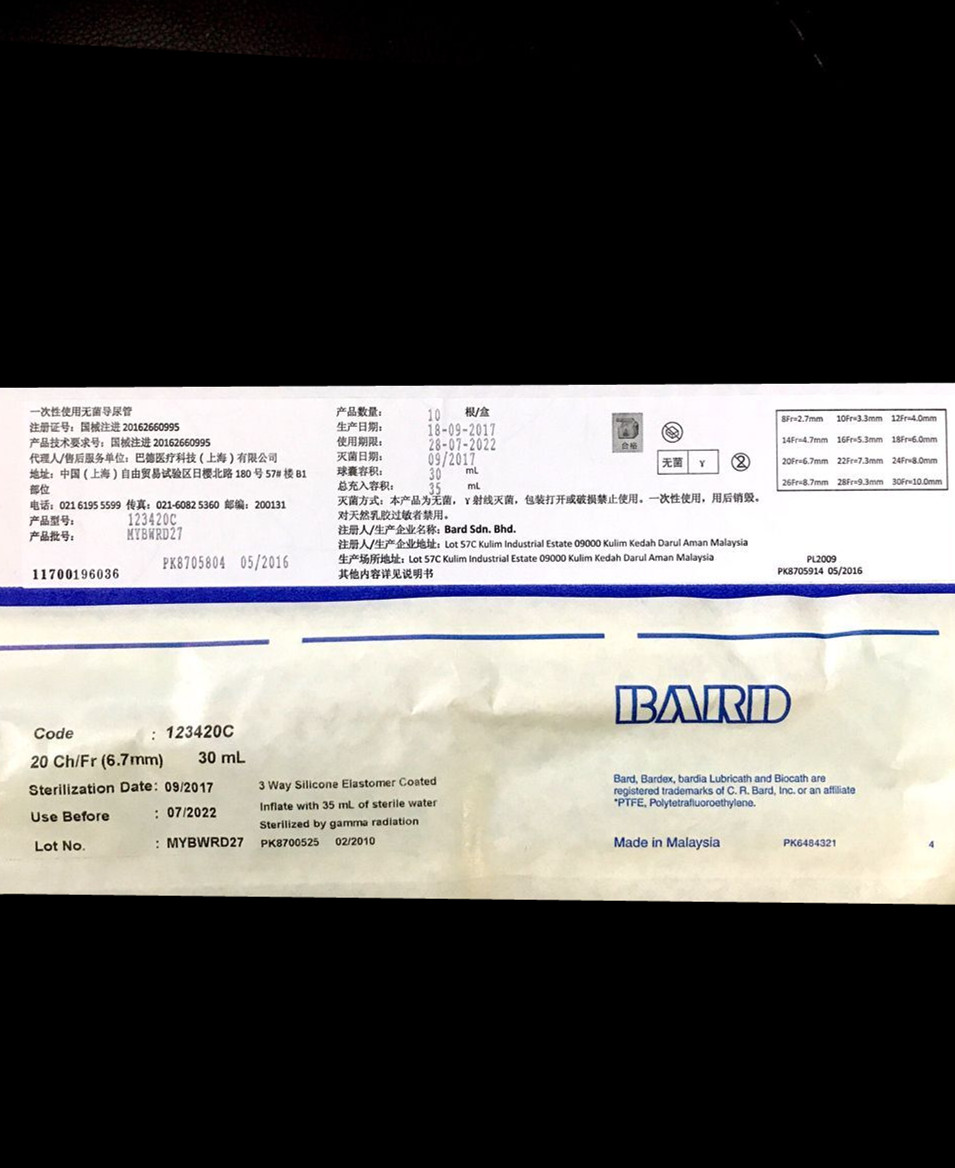 一次性使用无菌导尿管
注册证号：国械注进 20162660995
产品技术要求号：国械注进 20162660995
代理人/售后服务单位：巴德医疗科技（上海）有限公司
地址：中国（上海）自由贸易试验区日樱北路 180 号 57# 楼 B1
部位
电话：021 6195 5599 传真：021-6082 5360 邮编：200131
产品型号： 123420C
产品批号： MYBWRD27
PK8705804 05/2016
11700196036
产品数量： 10 根/盒
生产日期： 18-09-2017
使用期限： 28-07-2022
灭菌日期： 09/2017
球囊容积： 30 mL
总充入容积： 35 mL
灭菌方式：本产品为无菌，γ射线灭菌，包装打开或破损禁止使用。一次性使用，用后销毁。
对天然乳胶过敏者禁用。
注册人/生产企业名称：Bard Sdn. Bhd.
注册人/生产企业地址：Lot 57C Kulim Industrial Estate 09000 Kulim Kedah Darul Aman Malaysia
生产场所地址：Lot 57C Kulim Industrial Estate 09000 Kulim Kedah Darul Aman Malaysia
其他内容详见说明书
合格
无菌 γ
2
8Fr=2.7mm 10Fr=3.3mm 12Fr=4.0mm
14Fr=4.7mm 16Fr=5.3mm 18Fr=6.0mm
20Fr=6.7mm 22Fr=7.3mm 24Fr=8.0mm
26Fr=8.7mm 28Fr=9.3mm 30Fr=10.0mm
PL2009
PK8705914 05/2016
BARD
Code : 123420C
20 Ch/Fr (6.7mm) 30 mL
Sterilization Date: 09/2017
Use Before : 07/2022
Lot No. : MYBWRD27
3 Way Silicone Elastomer Coated
Inflate with 35 mL of sterile water
Sterilized by gamma radiation
PK8700525 02/2010
Bard, Bardex, bardia Lubricath and Biocath are
registered trademarks of C. R. Bard, Inc. or an affiliate
*PTFE, Polytetrafluoroethylene.
Made in Malaysia PK6484321 4